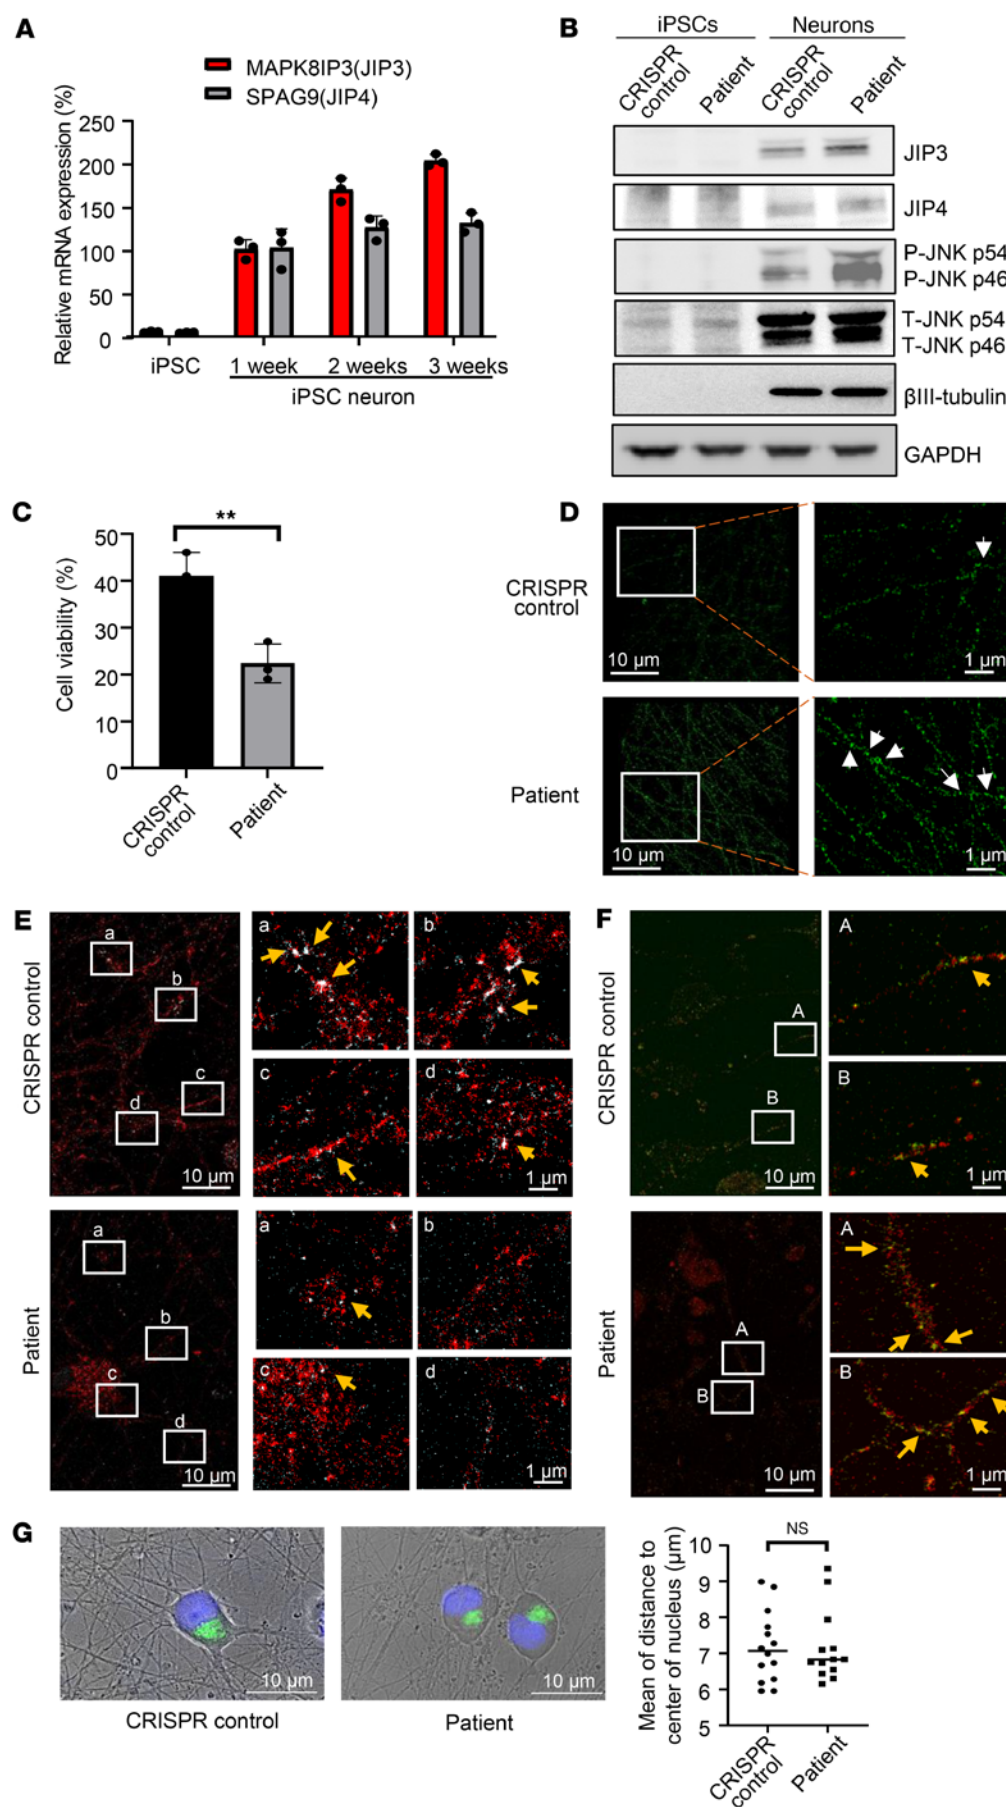 A
MAPK8IP3(JIP3)
SPAG9(JIP4)
Relative mRNA expression (%)
250
200
150
100
50
0
iPSC
1 week
2 weeks
3 weeks
iPSC neuron
B
iPSCs
Neurons
CRISPR
control
Patient
CRISPR
control
Patient
JIP3
JIP4
P-JNK p54
P-JNK p46
T-JNK p54
T-JNK p46
βIII-tubulin
GAPDH
C
**
Cell viability (%)
50
40
30
20
10
0
CRISPR
control
Patient
D
CRISPR
control
10 μm
1 μm
Patient
10 μm
1 μm
E
CRISPR control
a
b
c
d
10 μm
a
b
c
d
1 μm
Patient
a
b
c
d
10 μm
a
b
c
d
1 μm
F
CRISPR control
A
B
10 μm
A
B
1 μm
Patient
A
B
10 μm
A
B
1 μm
G
10 μm
CRISPR control
10 μm
Patient
NS
Mean of distance to
center of nucleus (μm)
10
9
8
7
6
5
CRISPR
control
Patient